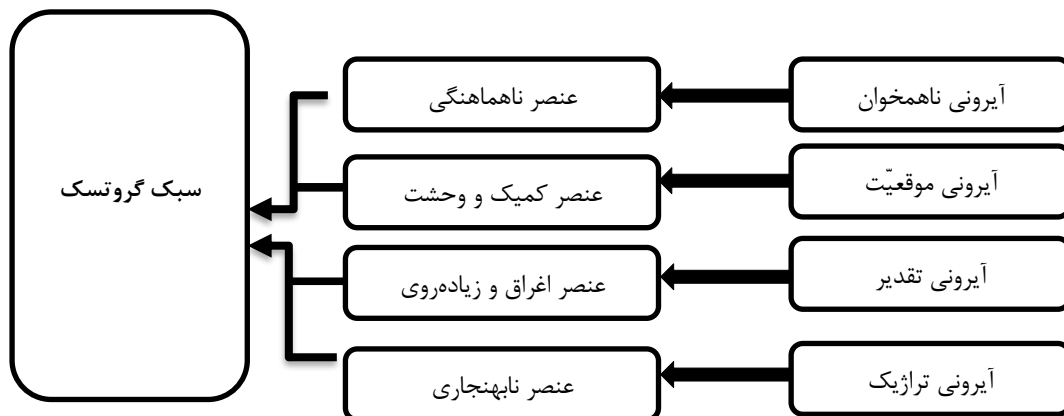 آیرونی ناهمخوان
عنصر ناهماهنگی
آیرونی موقعیّت
عنصر کمیک و وحشت
سبک گروتسک
آیرونی تقدیر
عنصر اغراق و زیاده‌روی
آیرونی تراژیک
عنصر نابهنجاری